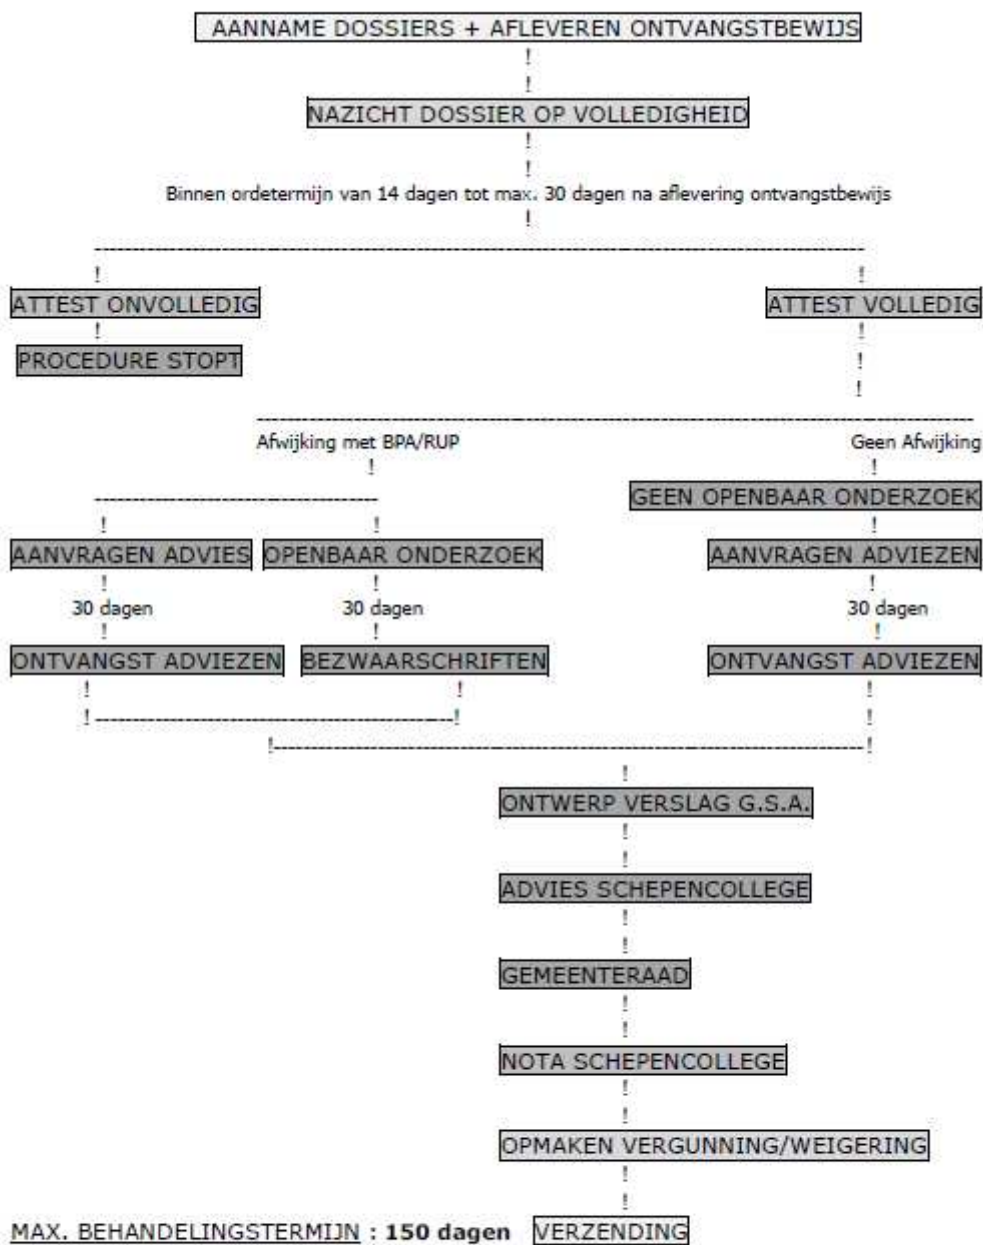 AANNAME DOSSIERS + AFLEVEREN ONTVANGSTBEWIJS
NAZICHT DOSSIER OP VOLLEDIGHEID
Binnen ordetermijn van 14 dagen tot max. 30 dagen na aflevering ontvangstbewijs
ATTEST ONVOLLEDIG ATTEST VOLLEDIG
PROCEDURE STOPT
Afwijking met BPA/RUP Geen Afwijking
GEEN OPENBAAR ONDERZOEK
AANVRAGEN ADVIES OPENBAAR ONDERZOEK AANVRAGEN ADVIEZEN
30 dagen 30 dagen 30 dagen
ONTVANGST ADVIEZEN BEZWAARSCHRIFTEN ONTVANGST ADVIEZEN
ONTWERP VERSLAG G.S.A.
ADVIES SCHEPENCOLLEGE
GEMEENTERAAD
NOTA SCHEPENCOLLEGE
OPMAKEN VERGUNNING/WEIGERING
MAX. BEHANDELINGSTERMIJN : 150 dagen VERZENDING